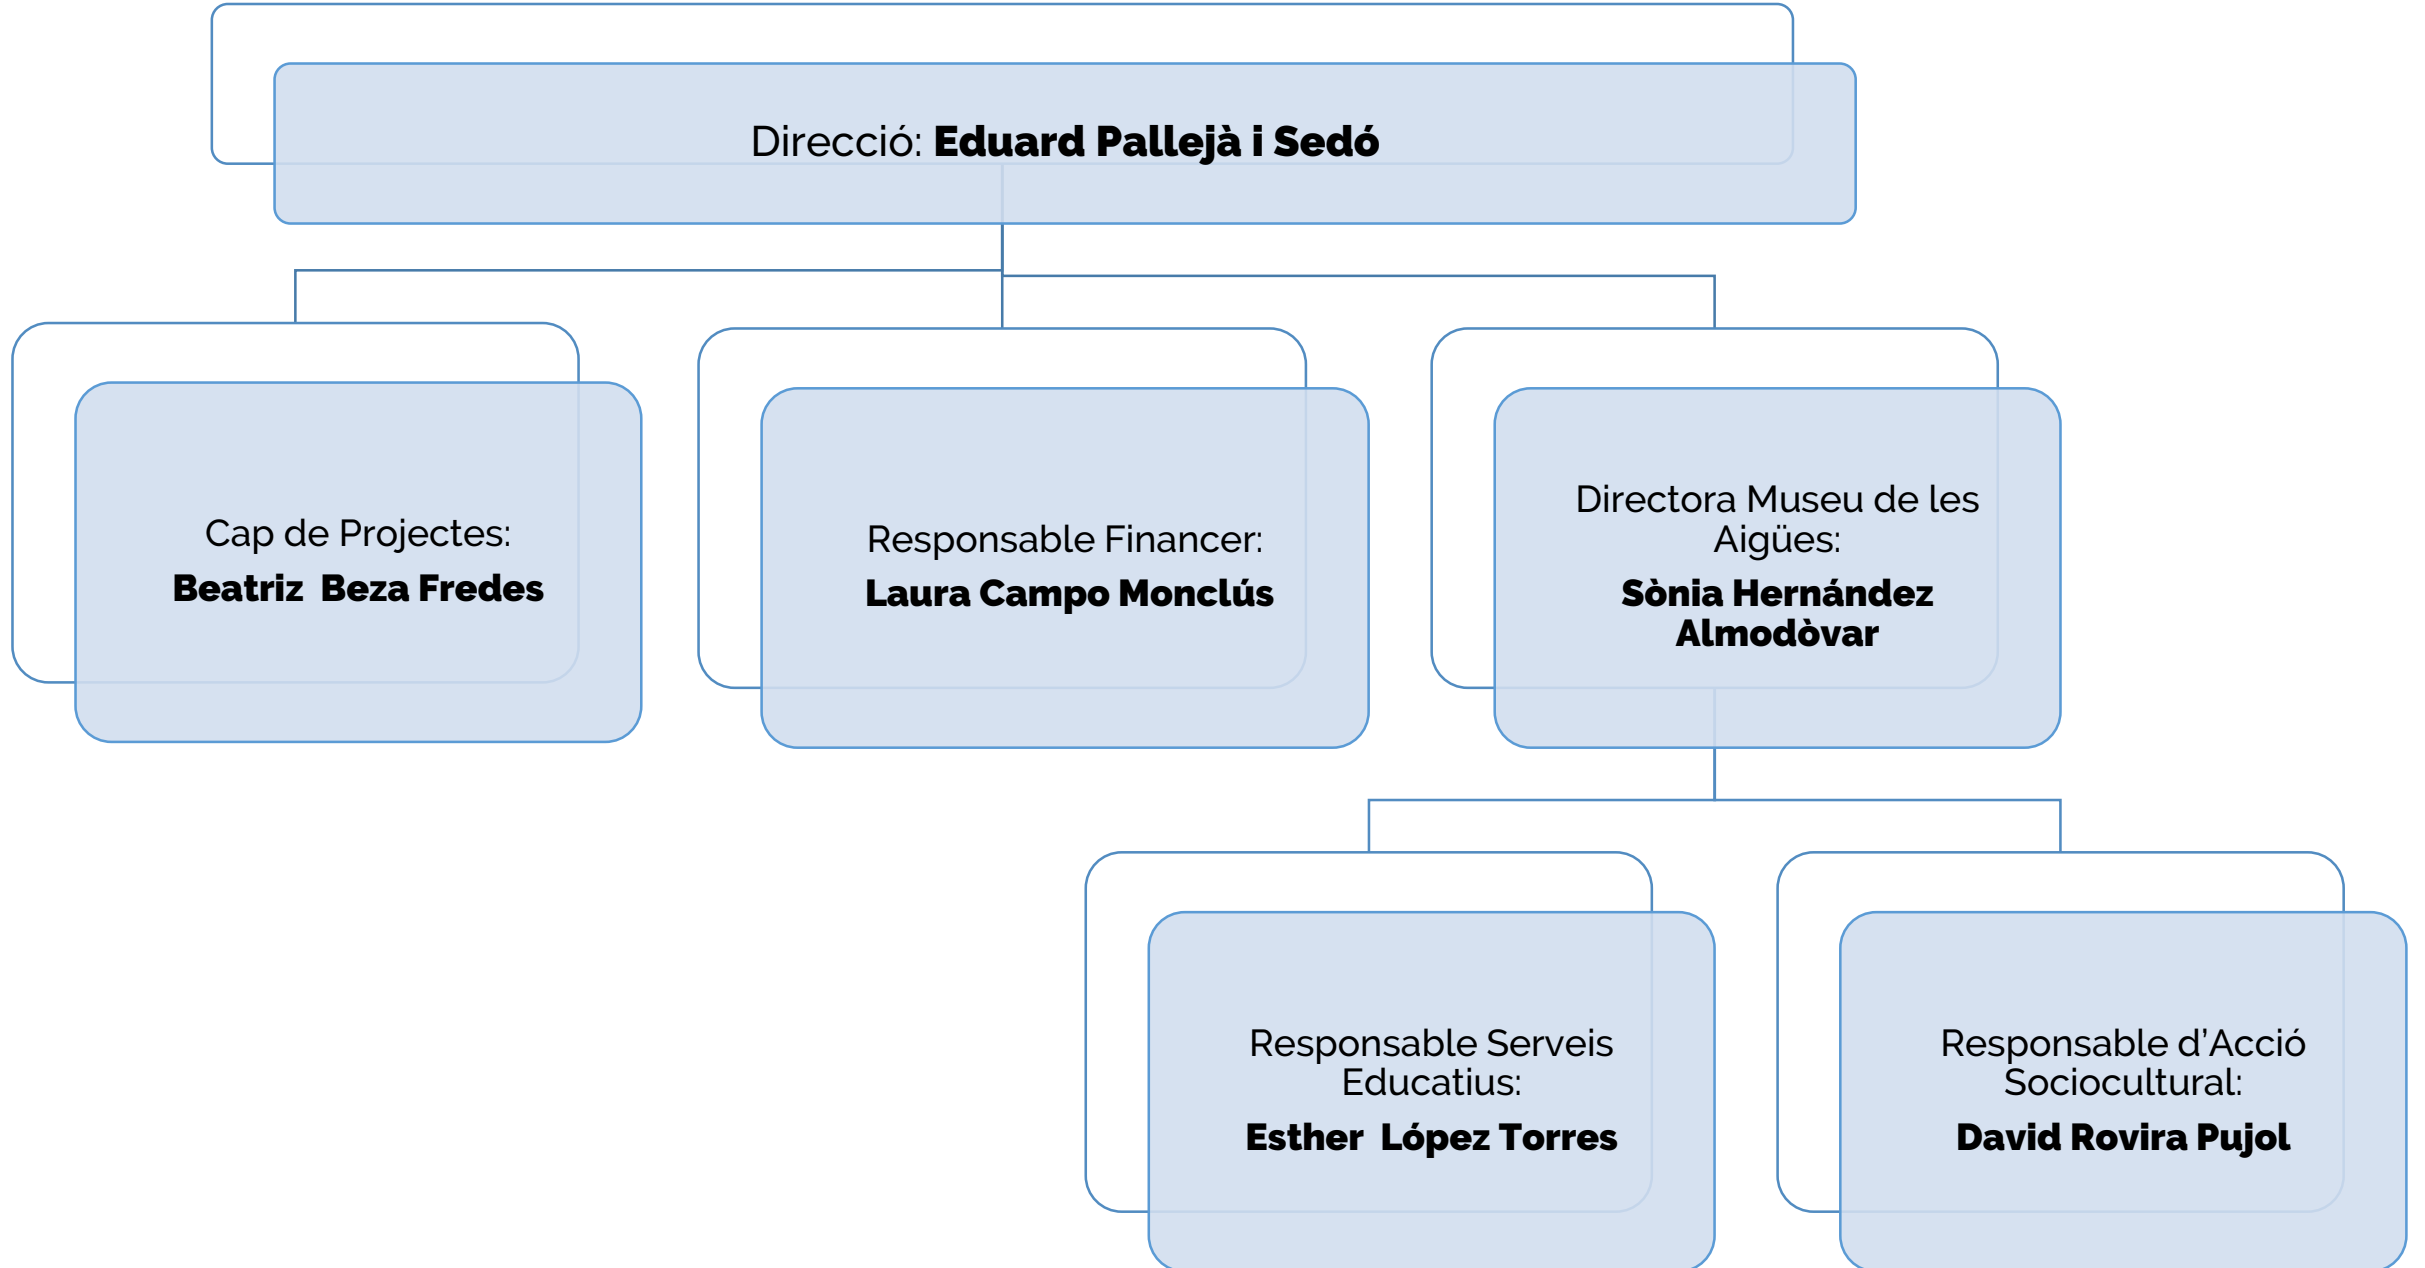 Direcció: Eduard Pallejà i Sedó
Cap de Projectes:
Beatriz  Beza Fredes
Responsable Financer:
Laura Campo Monclús
Directora Museu de les
Aigües:
Sònia Hernández
Almodòvar
Responsable Serveis
Educatius:
Esther  López Torres
Responsable d’Acció
Sociocultural:
David Rovira Pujol